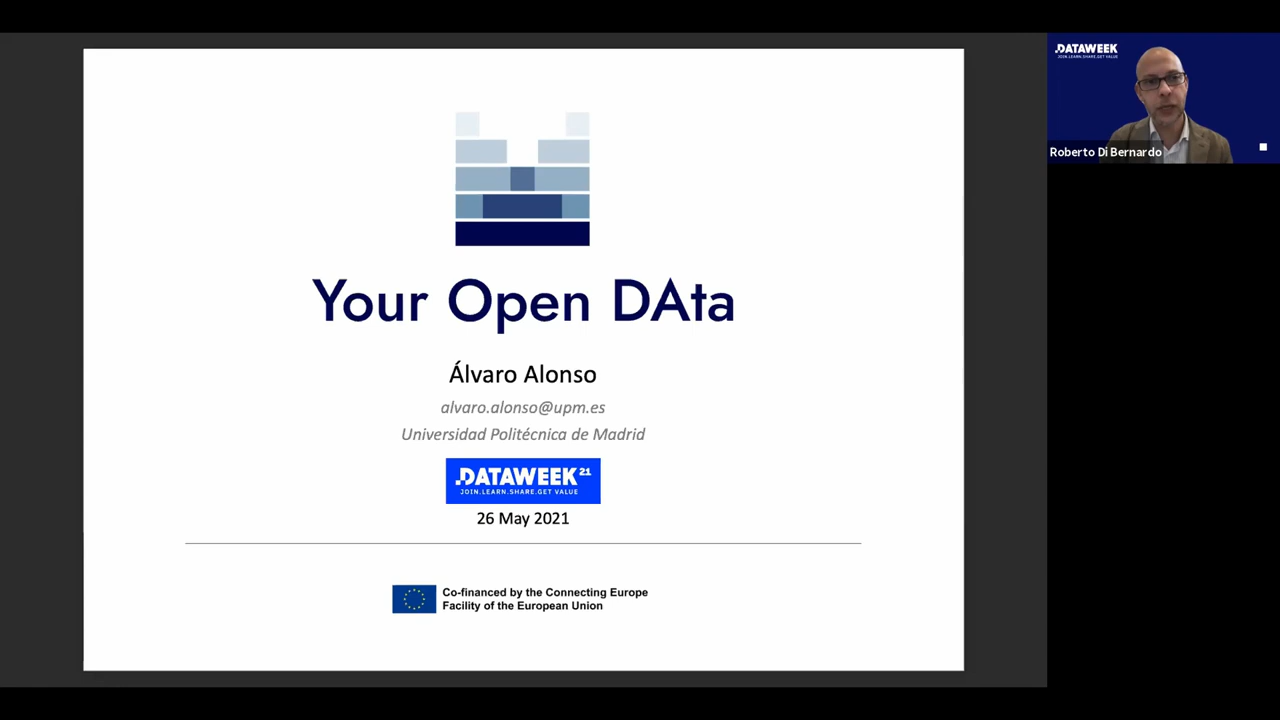 Your Open DAta
Álvaro Alonso
alvaro.alonso@upm.es
Universidad Politécnica de Madrid
.DATAWEEK21
JOIN.LEARN.SHARE.GET VALUE
26 May 2021
Co-financed by the Connecting Europe
Facility of the European Union
.DATAWEEK
JOIN.LEARN.SHARE.GET VALUE
Roberto Di Bernardo